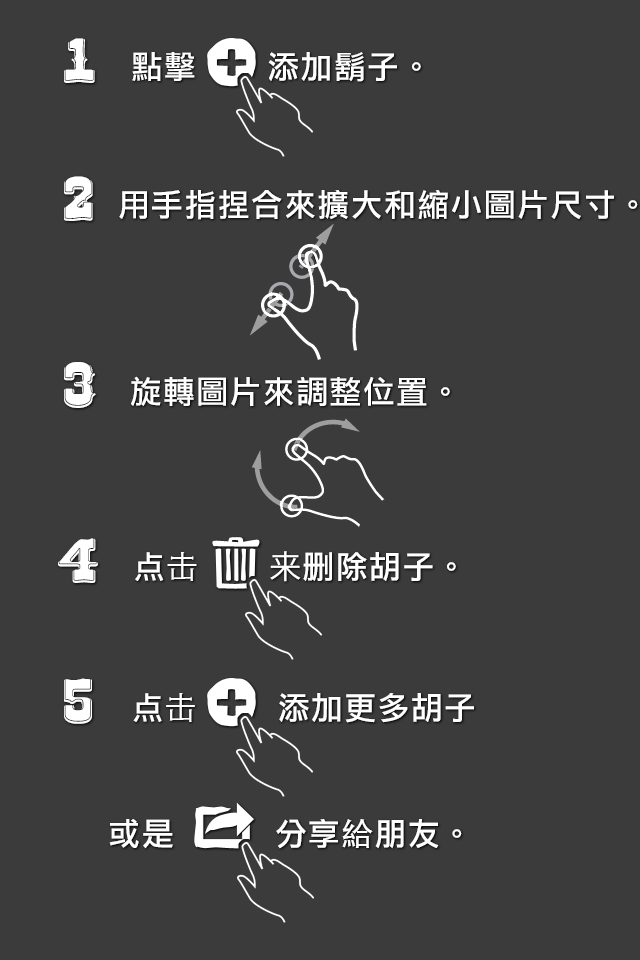 1 點擊 添加鬍子。
2 用手指捏合來擴大和縮小圖片尺寸。
3 旋轉圖片來調整位置。
4 点击 来删除胡子。
5 点击 添加更多胡子
或是 分享給朋友。